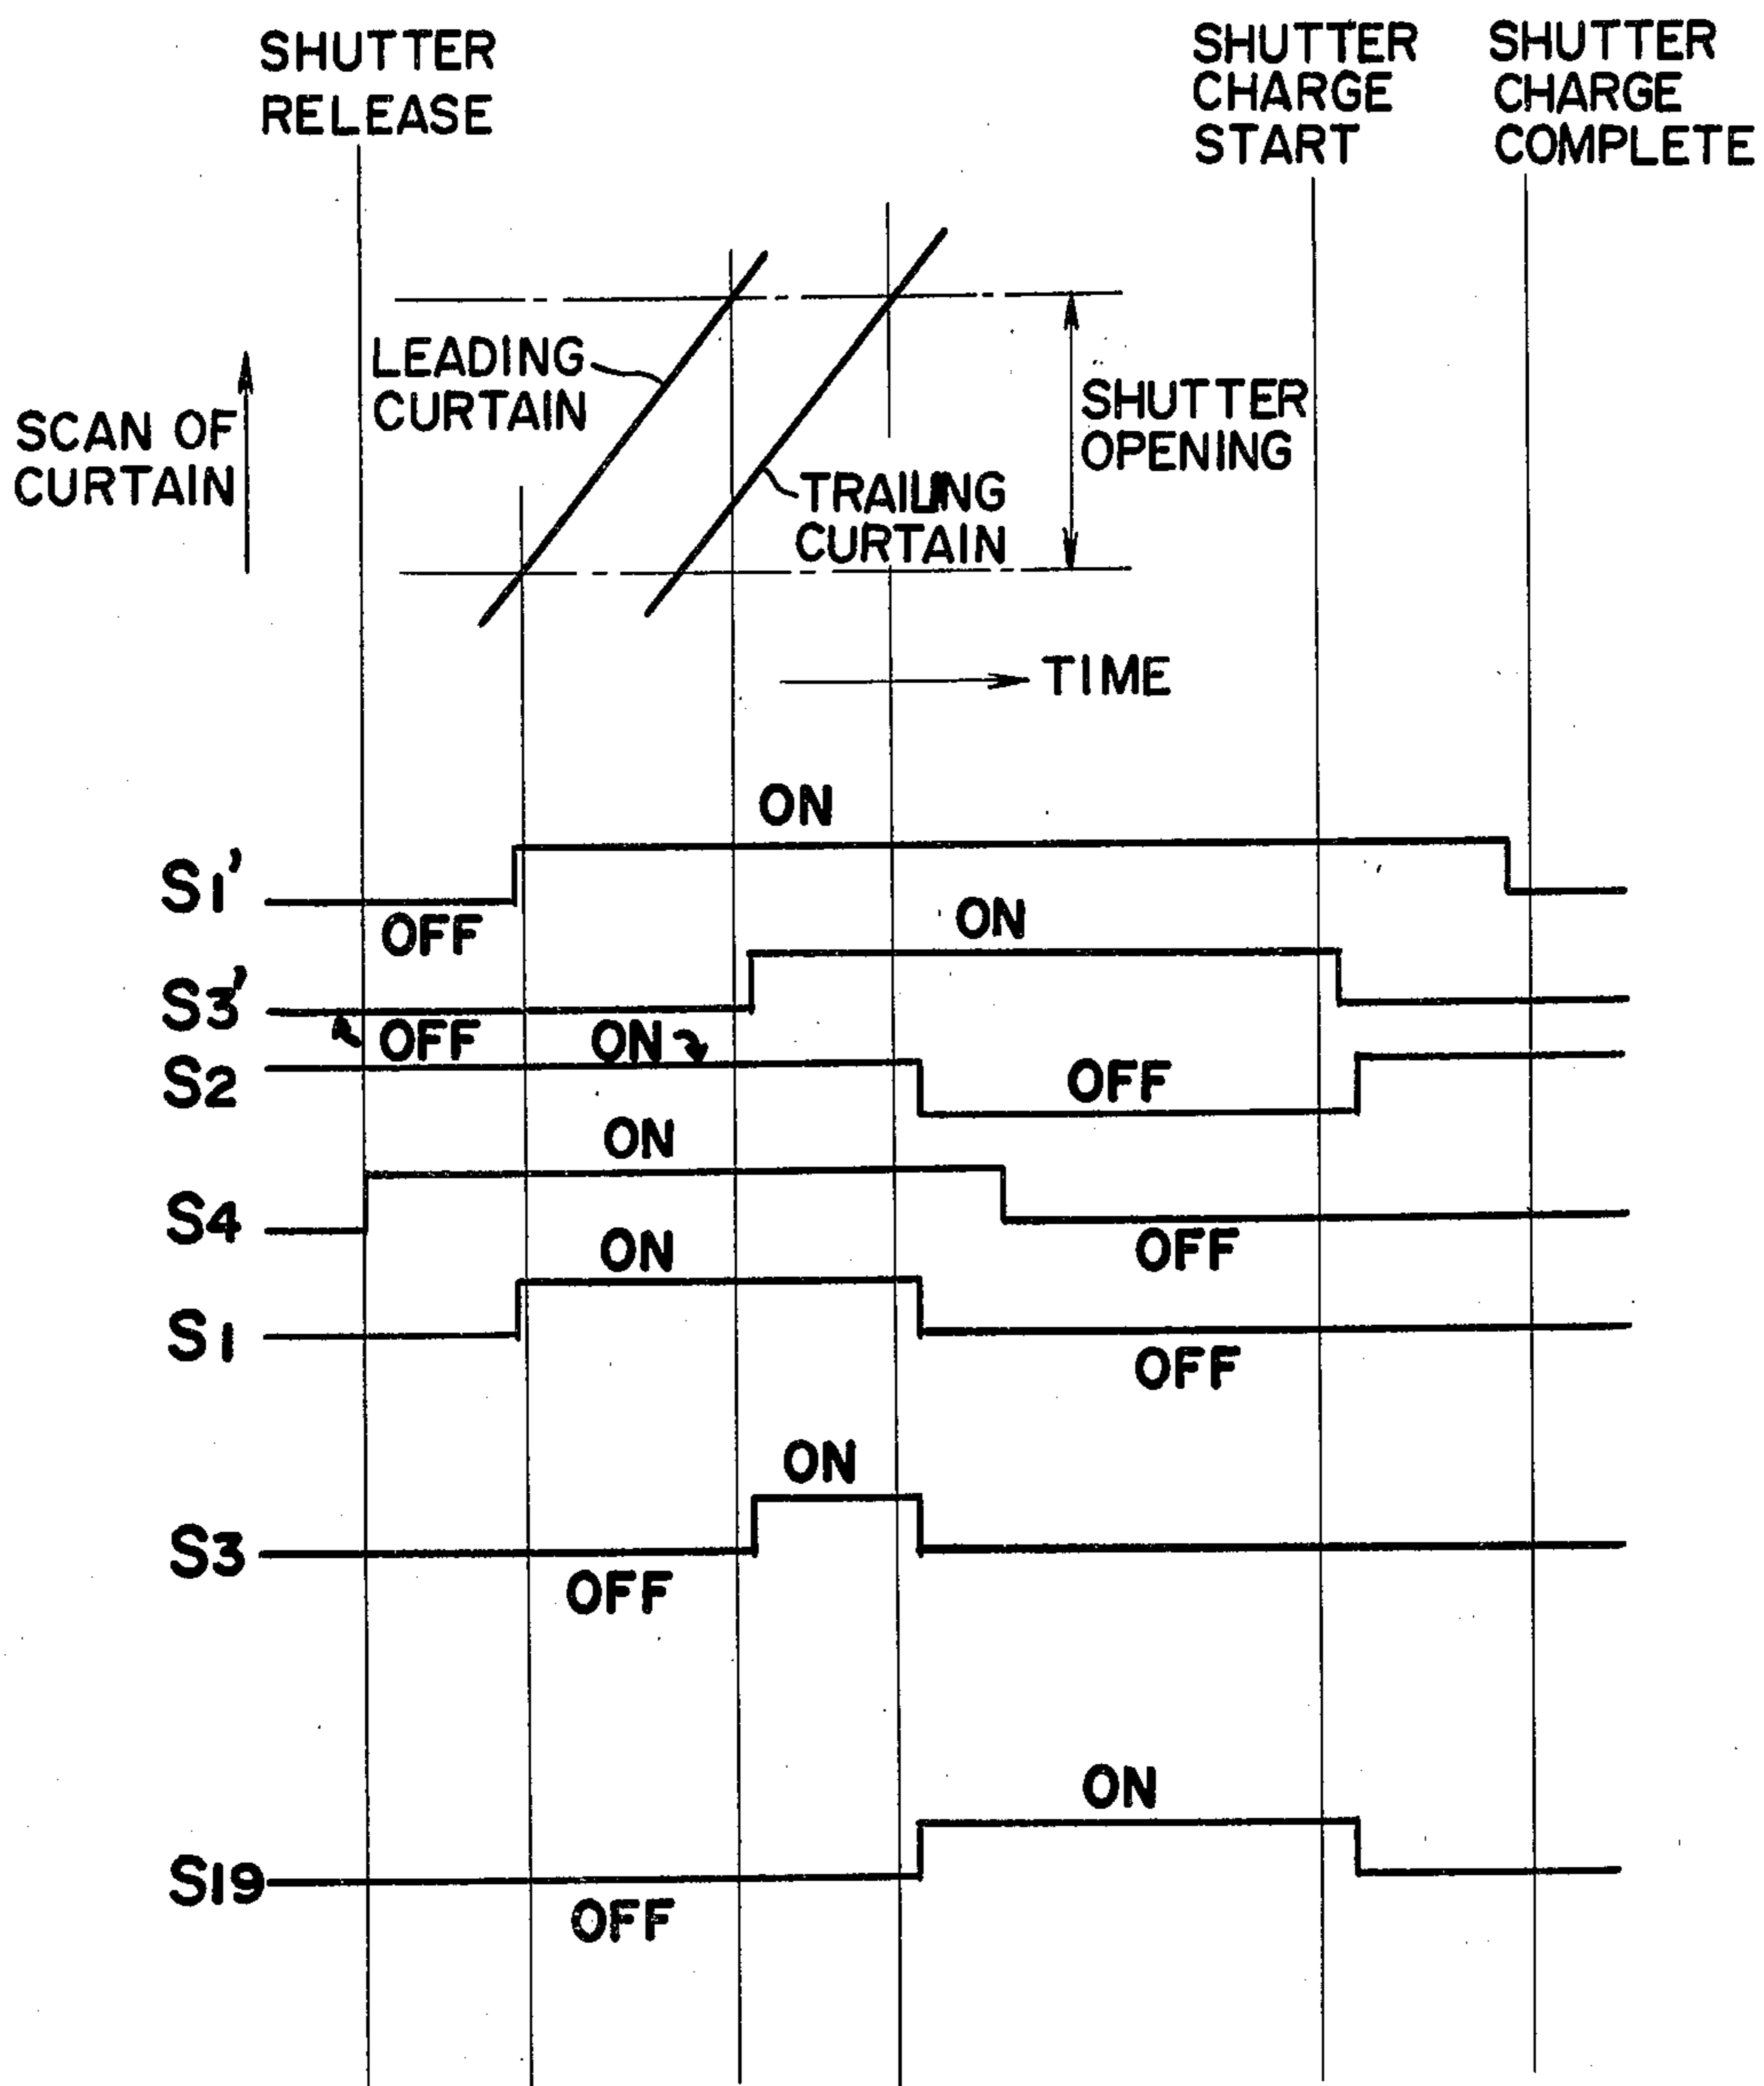 SHUTTER
RELEASE
SHUTTER
CHARGE
START
SHUTTER
CHARGE
COMPLETE
LEADING
CURTAIN
SCAN OF
CURTAIN
SHUTTER
OPENING
TRAILING
CURTAIN
TIME
ON
S1'
OFF
ON
S3'
OFF
ON
S2
OFF
ON
S4
OFF
ON
S1
OFF
ON
S3
OFF
ON
S19
OFF